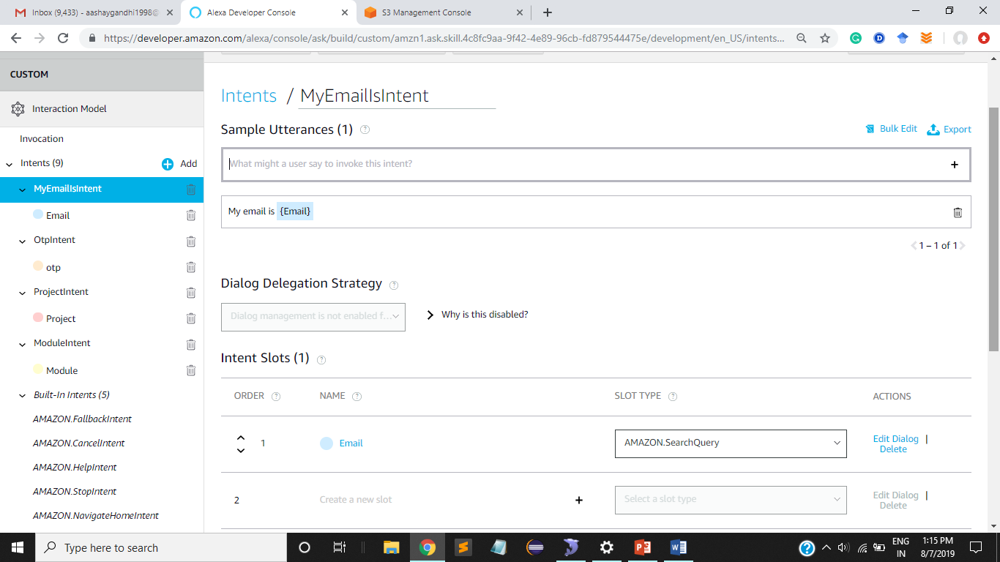 Inbox (9,433) - aashaygandhi1998@
Alexa Developer Console
S3 Management Console
https://developer.amazon.com/alexa/console/ask/build/custom/amzn1.ask.skill.4c8fc9aa-9f42-4e89-96cb-fd879544475e/development/en_US/intents...
CUSTOM
Interaction Model
Invocation
Intents (9)
Add
MyEmailIsIntent
Email
OtpIntent
otp
ProjectIntent
Project
ModuleIntent
Module
Built-In Intents (5)
AMAZON.FallbackIntent
AMAZON.CancelIntent
AMAZON.HelpIntent
AMAZON.StopIntent
AMAZON.NavigateHomeIntent
Intents / MyEmailIsIntent
Sample Utterances (1)
Bulk Edit
Export
What might a user say to invoke this intent?
My email is {Email}
1 – 1 of 1
Dialog Delegation Strategy
Dialog management is not enabled f...
Why is this disabled?
Intent Slots (1)
ORDER NAME SLOT TYPE ACTIONS
1 Email AMAZON.SearchQuery Edit Dialog |
Delete
2 Create a new slot + Select a slot type Edit Dialog |
Delete
Type here to search
ENG
IN
1:15 PM
8/7/2019